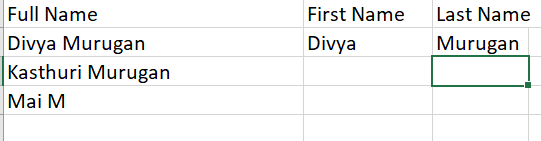 Full Name First Name Last Name
Divya Murugan Divya Murugan
Kasthuri Murugan
Mai M